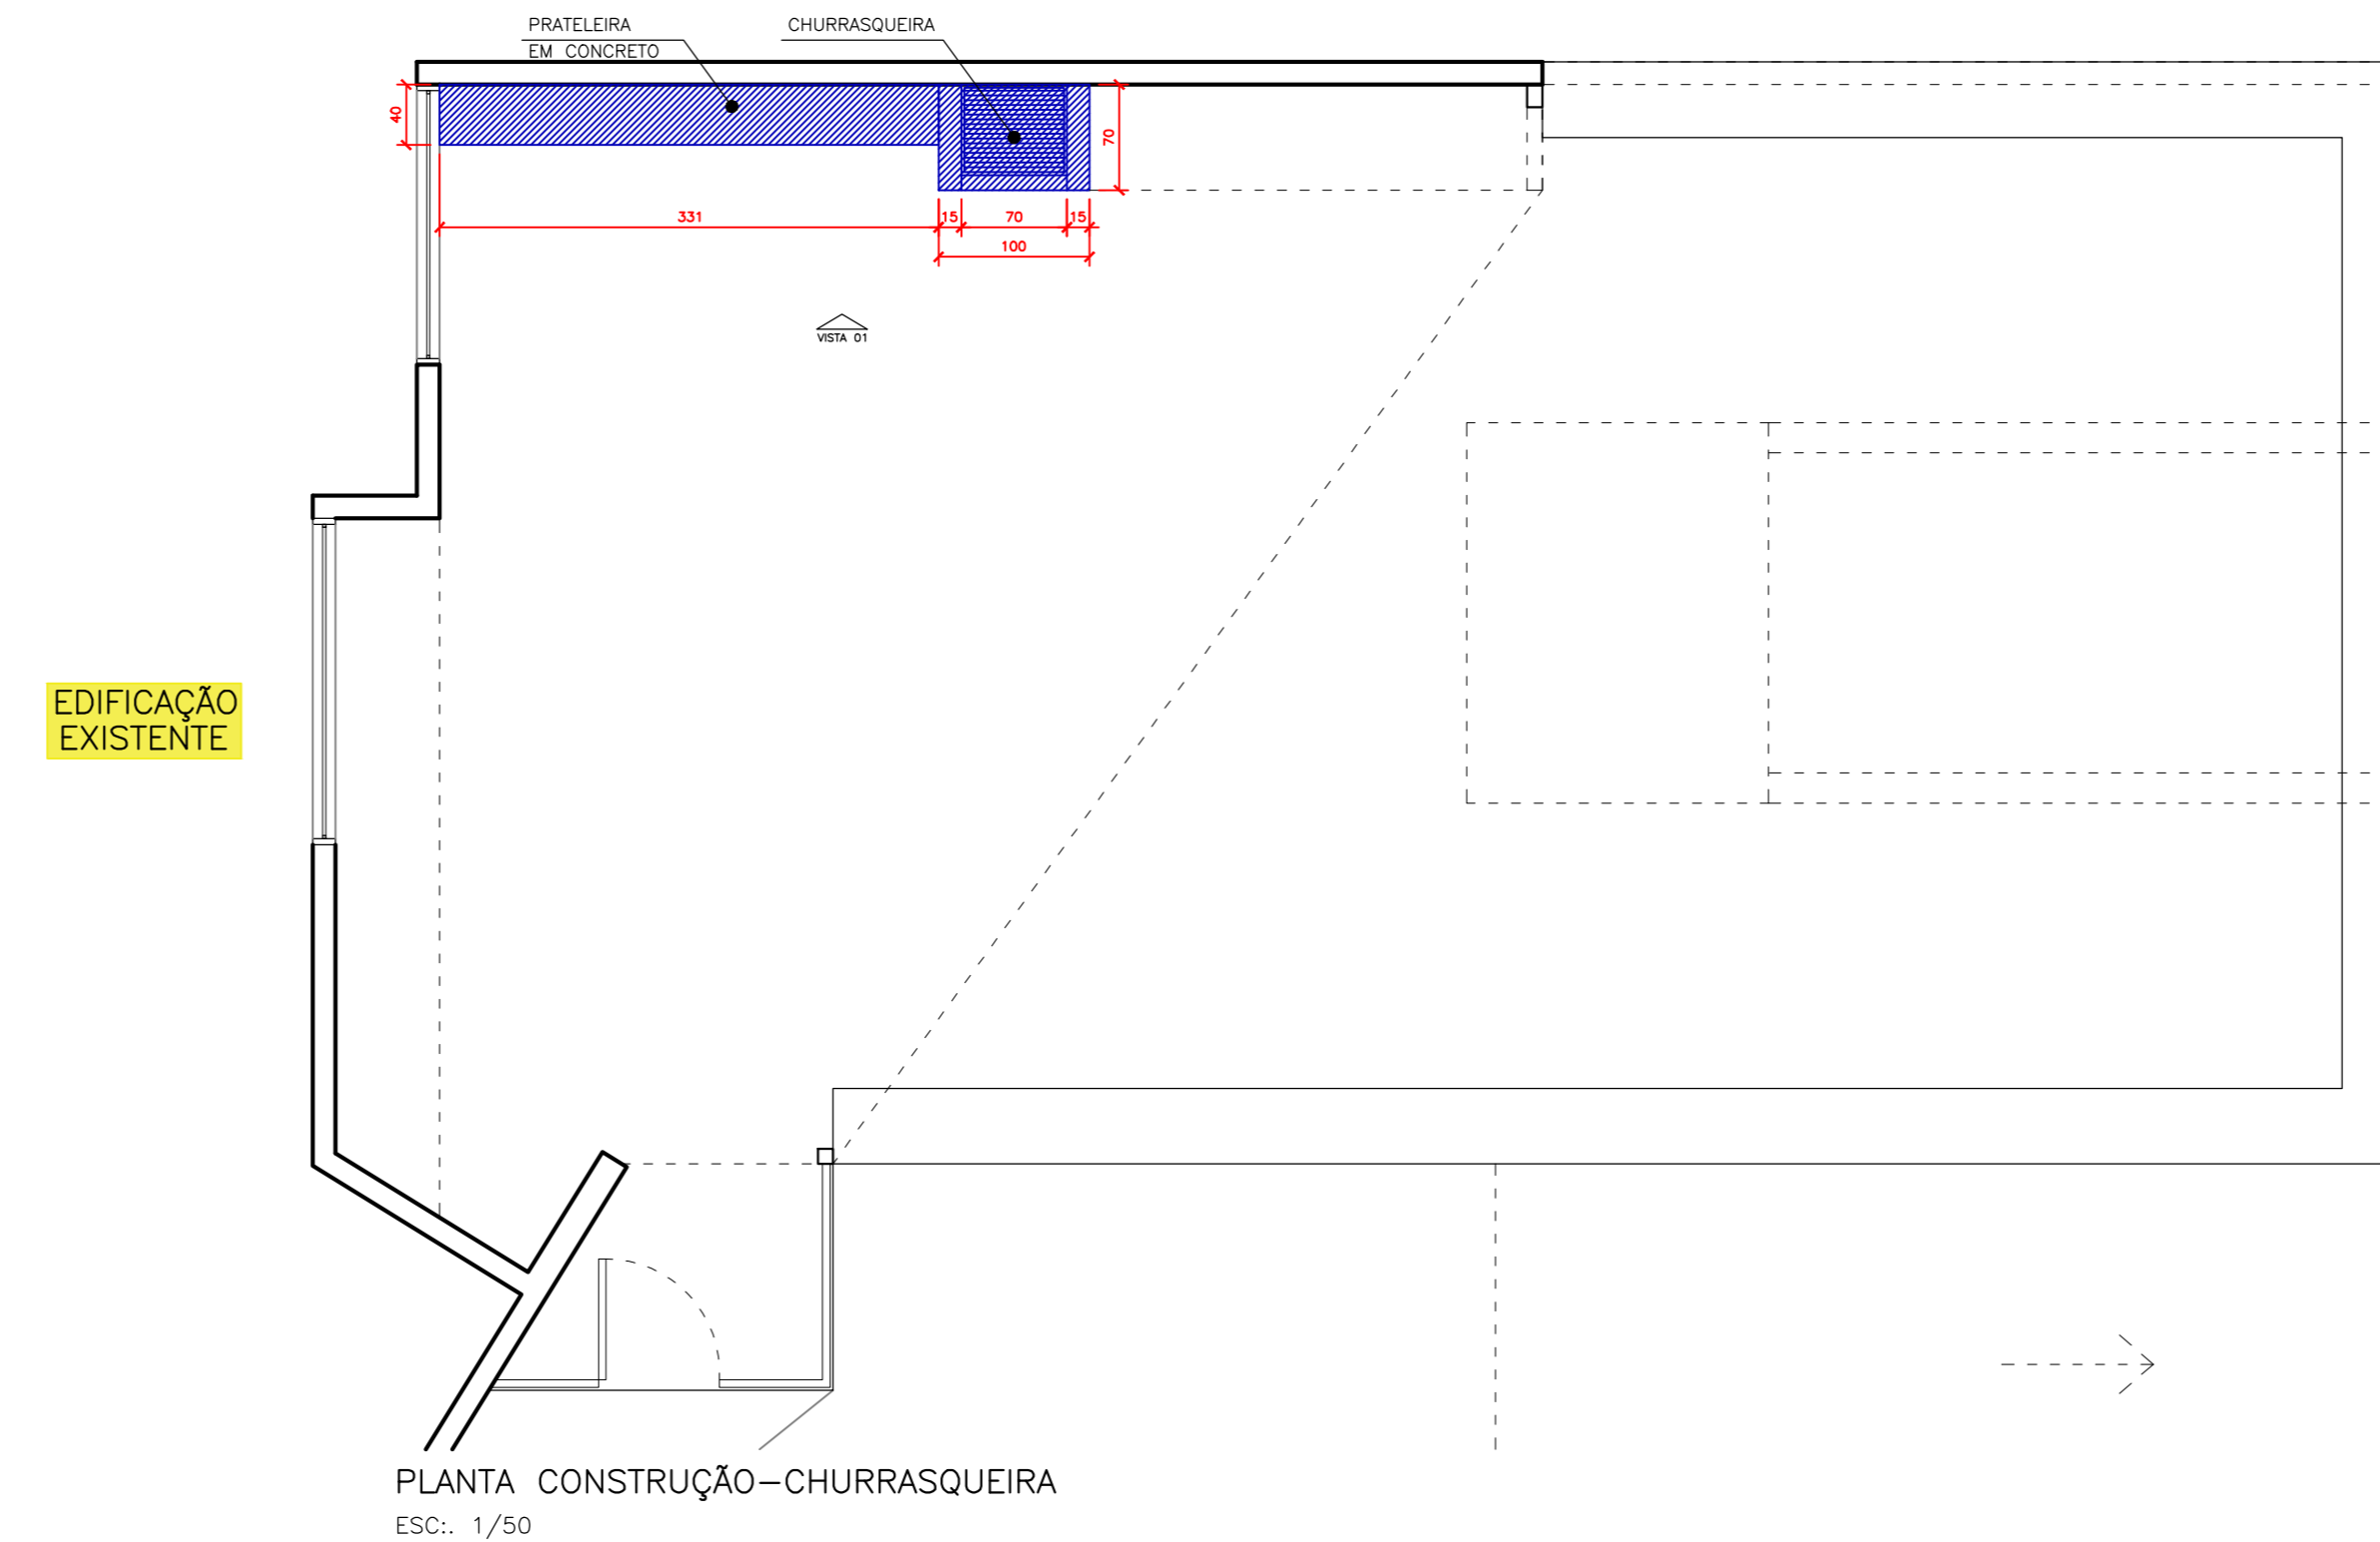 PRATELEIRA
EM CONCRETO
CHURRASQUEIRA
40
70
331
15
70
15
100
VISTA 01
EDIFICAÇÃO
EXISTENTE
PLANTA CONSTRUÇÃO-CHURRASQUEIRA
ESC:. 1/50